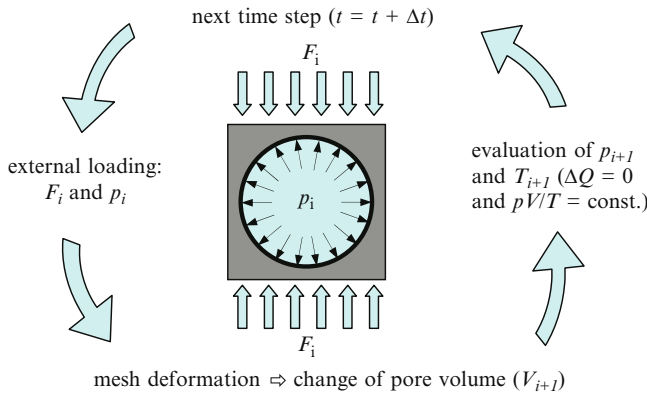 next time step (t = t + Δt)
F_i
external loading:
F_i and p_i
p_i
evaluation of p_{i+1}
and T_{i+1} (ΔQ = 0
and pV/T = const.)
F_i
mesh deformation ⇨ change of pore volume (V_{i+1})